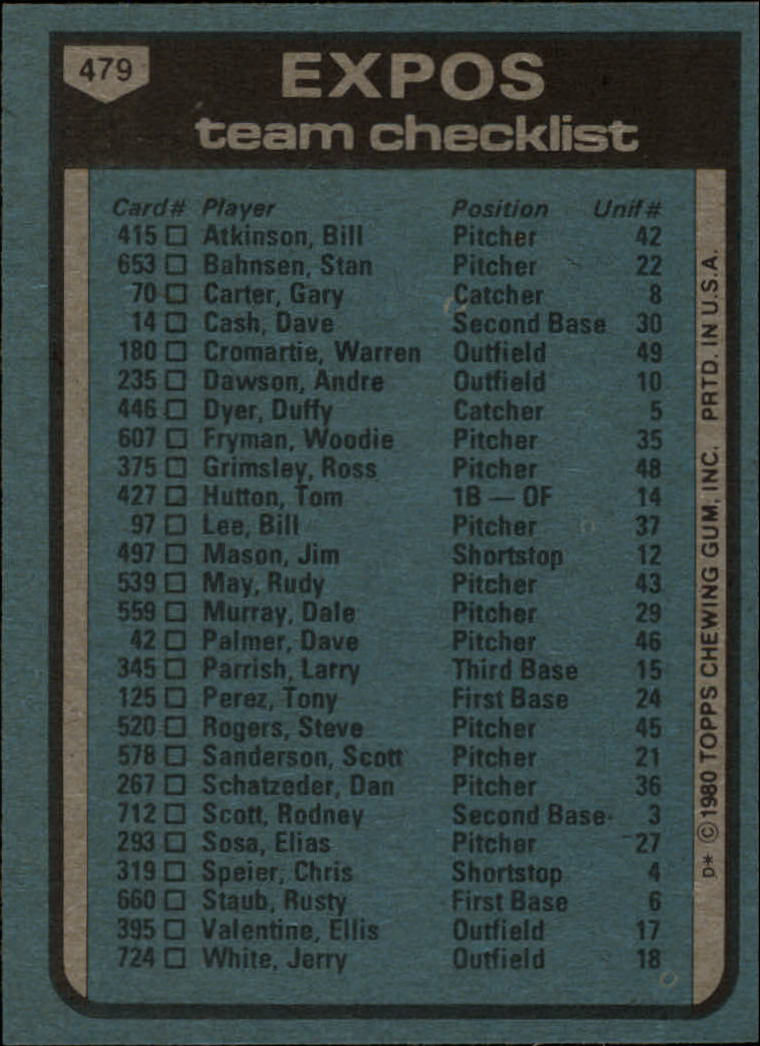 479
EXPOS
team checklist
Card# Player Position Unif#
415 □ Atkinson, Bill Pitcher 42
653 □ Bahnsen, Stan Pitcher 22
70 □ Carter, Gary Catcher 8
14 □ Cash, Dave Second Base 30
180 □ Cromartie, Warren Outfield 49
235 □ Dawson, Andre Outfield 10
446 □ Dyer, Duffy Catcher 5
607 □ Fryman, Woodie Pitcher 35
375 □ Grimsley, Ross Pitcher 48
427 □ Hutton, Tom 1B — OF 14
97 □ Lee, Bill Pitcher 37
497 □ Mason, Jim Shortstop 12
539 □ May, Rudy Pitcher 43
559 □ Murray, Dale Pitcher 29
42 □ Palmer, Dave Pitcher 46
345 □ Parrish, Larry Third Base 15
125 □ Perez, Tony First Base 24
520 □ Rogers, Steve Pitcher 45
578 □ Sanderson, Scott Pitcher 21
267 □ Schatzeder, Dan Pitcher 36
712 □ Scott, Rodney Second Base 3
293 □ Sosa, Elias Pitcher 27
319 □ Speier, Chris Shortstop 4
660 □ Staub, Rusty First Base 6
395 □ Valentine, Ellis Outfield 17
724 □ White, Jerry Outfield 18
D* ©1980 TOPPS CHEWING GUM, INC. PRTD. IN U.S.A.